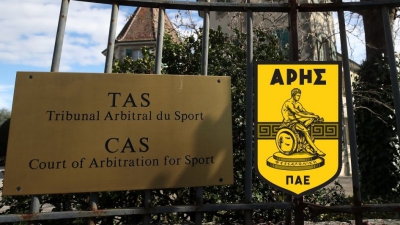 TAS
Tribunal Arbitral du Sport
CAS
Court of Arbitration for Sport
ΑΡΗΣ
ΠΑΕ